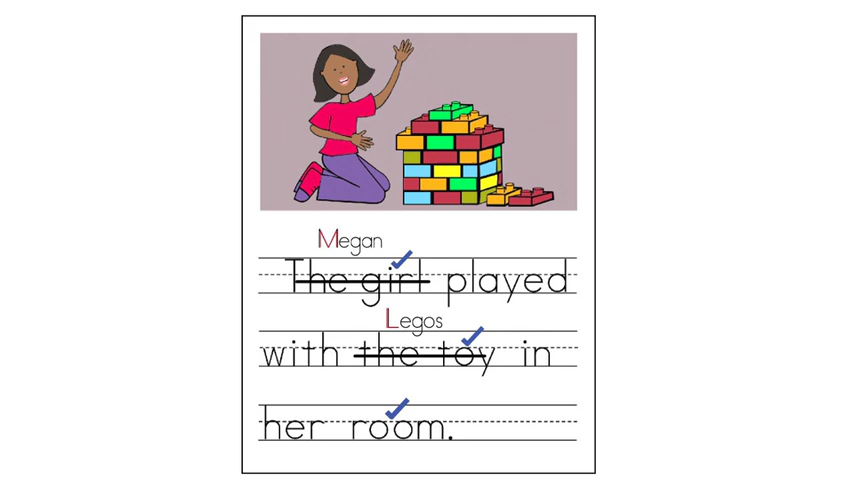 Megan
The girl played
Legos
with the toy in
her room.